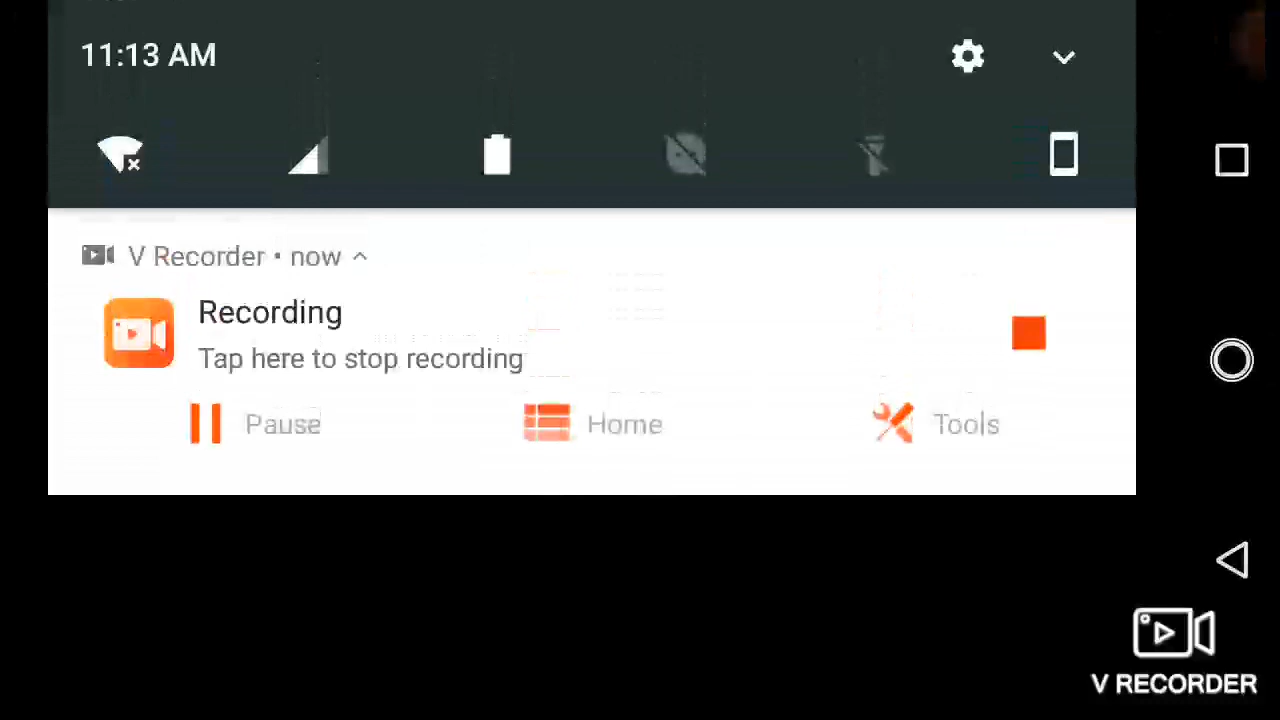 11:13 AM
V Recorder • now
Recording
Tap here to stop recording
Pause
Home
Tools
V RECORDER